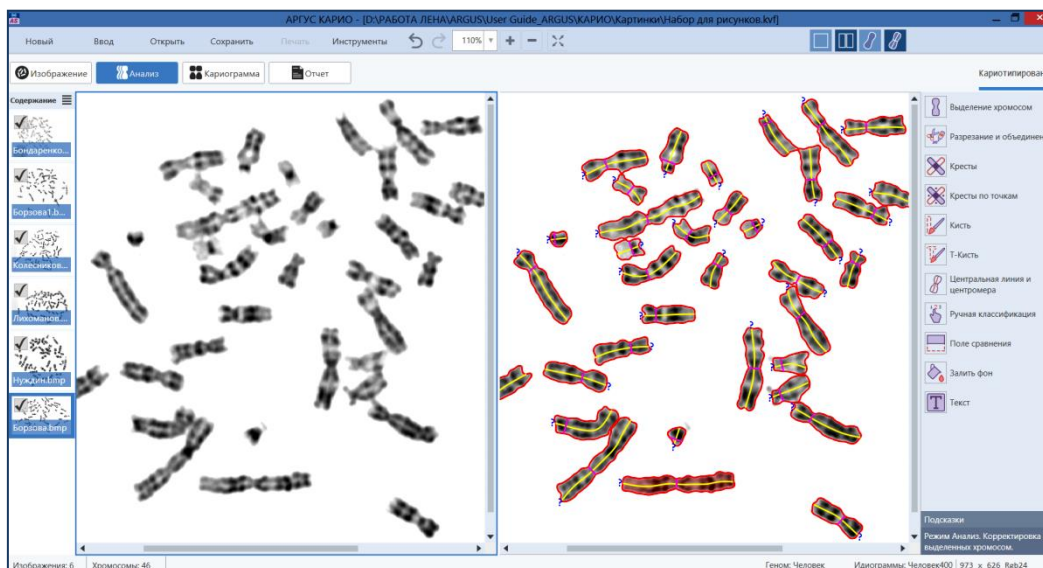 АРГУС КАРИО - [D:\РАБОТА ЛЕНА\ARGUS\User Guide_ARGUS\КАРИО\Картинки\Набор для рисунков.kvf]
Новый Ввод Открыть Сохранить Печать Инструменты 110%
Изображение Анализ Кариограмма Отчет Кариотипирован
Содержание
Бондаренко...
Борзова1.b...
Колесников...
Лихоманов...
Нуждин.bmp
Борзова.bmp
Выделение хромосом
Разрезание и объединен
Кресты
Кресты по точкам
Кисть
Т-Кисть
Центральная линия и
центромера
Ручная классификация
Поле сравнения
Залить фон
Текст
Подсказки
Режим Анализ. Корректировка
выделенных хромосом.
Изображения: 6 Хромосомы: 46 Геном: Человек Идиограммы: Человек400 973 x 626 Rgb24